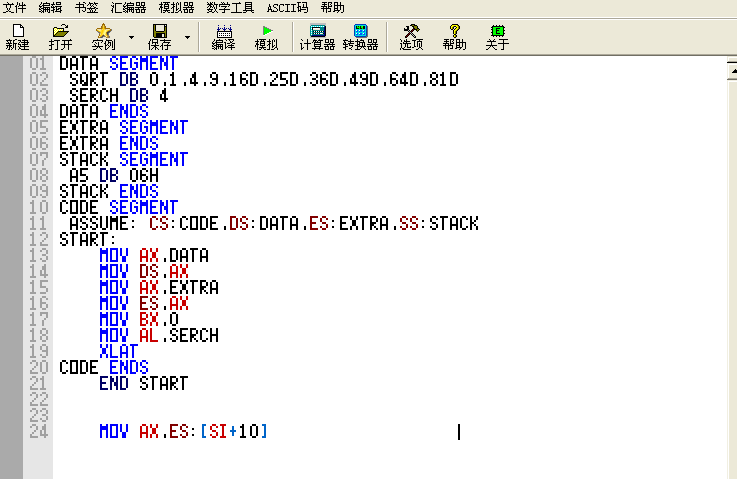 文件 编辑 书签 汇编器 模拟器 数学工具 ASCII码 帮助
新建 打开 实例 保存 编译 模拟 计算器 转换器 选项 帮助 关于
01 DATA SEGMENT
02 SQRT DB 0,1,4,9,16D,25D,36D,49D,64D,81D
03 SERCH DB 4
04 DATA ENDS
05 EXTRA SEGMENT
06 EXTRA ENDS
07 STACK SEGMENT
08 A5 DB 06H
09 STACK ENDS
10 CODE SEGMENT
11 ASSUME: CS:CODE,DS:DATA,ES:EXTRA,SS:STACK
12 START:
13 MOV AX,DATA
14 MOV DS,AX
15 MOV AX,EXTRA
16 MOV ES,AX
17 MOV BX,0
18 MOV AL,SERCH
19 XLAT
20 CODE ENDS
21 END START
22
23
24 MOV AX,ES:[SI+10]